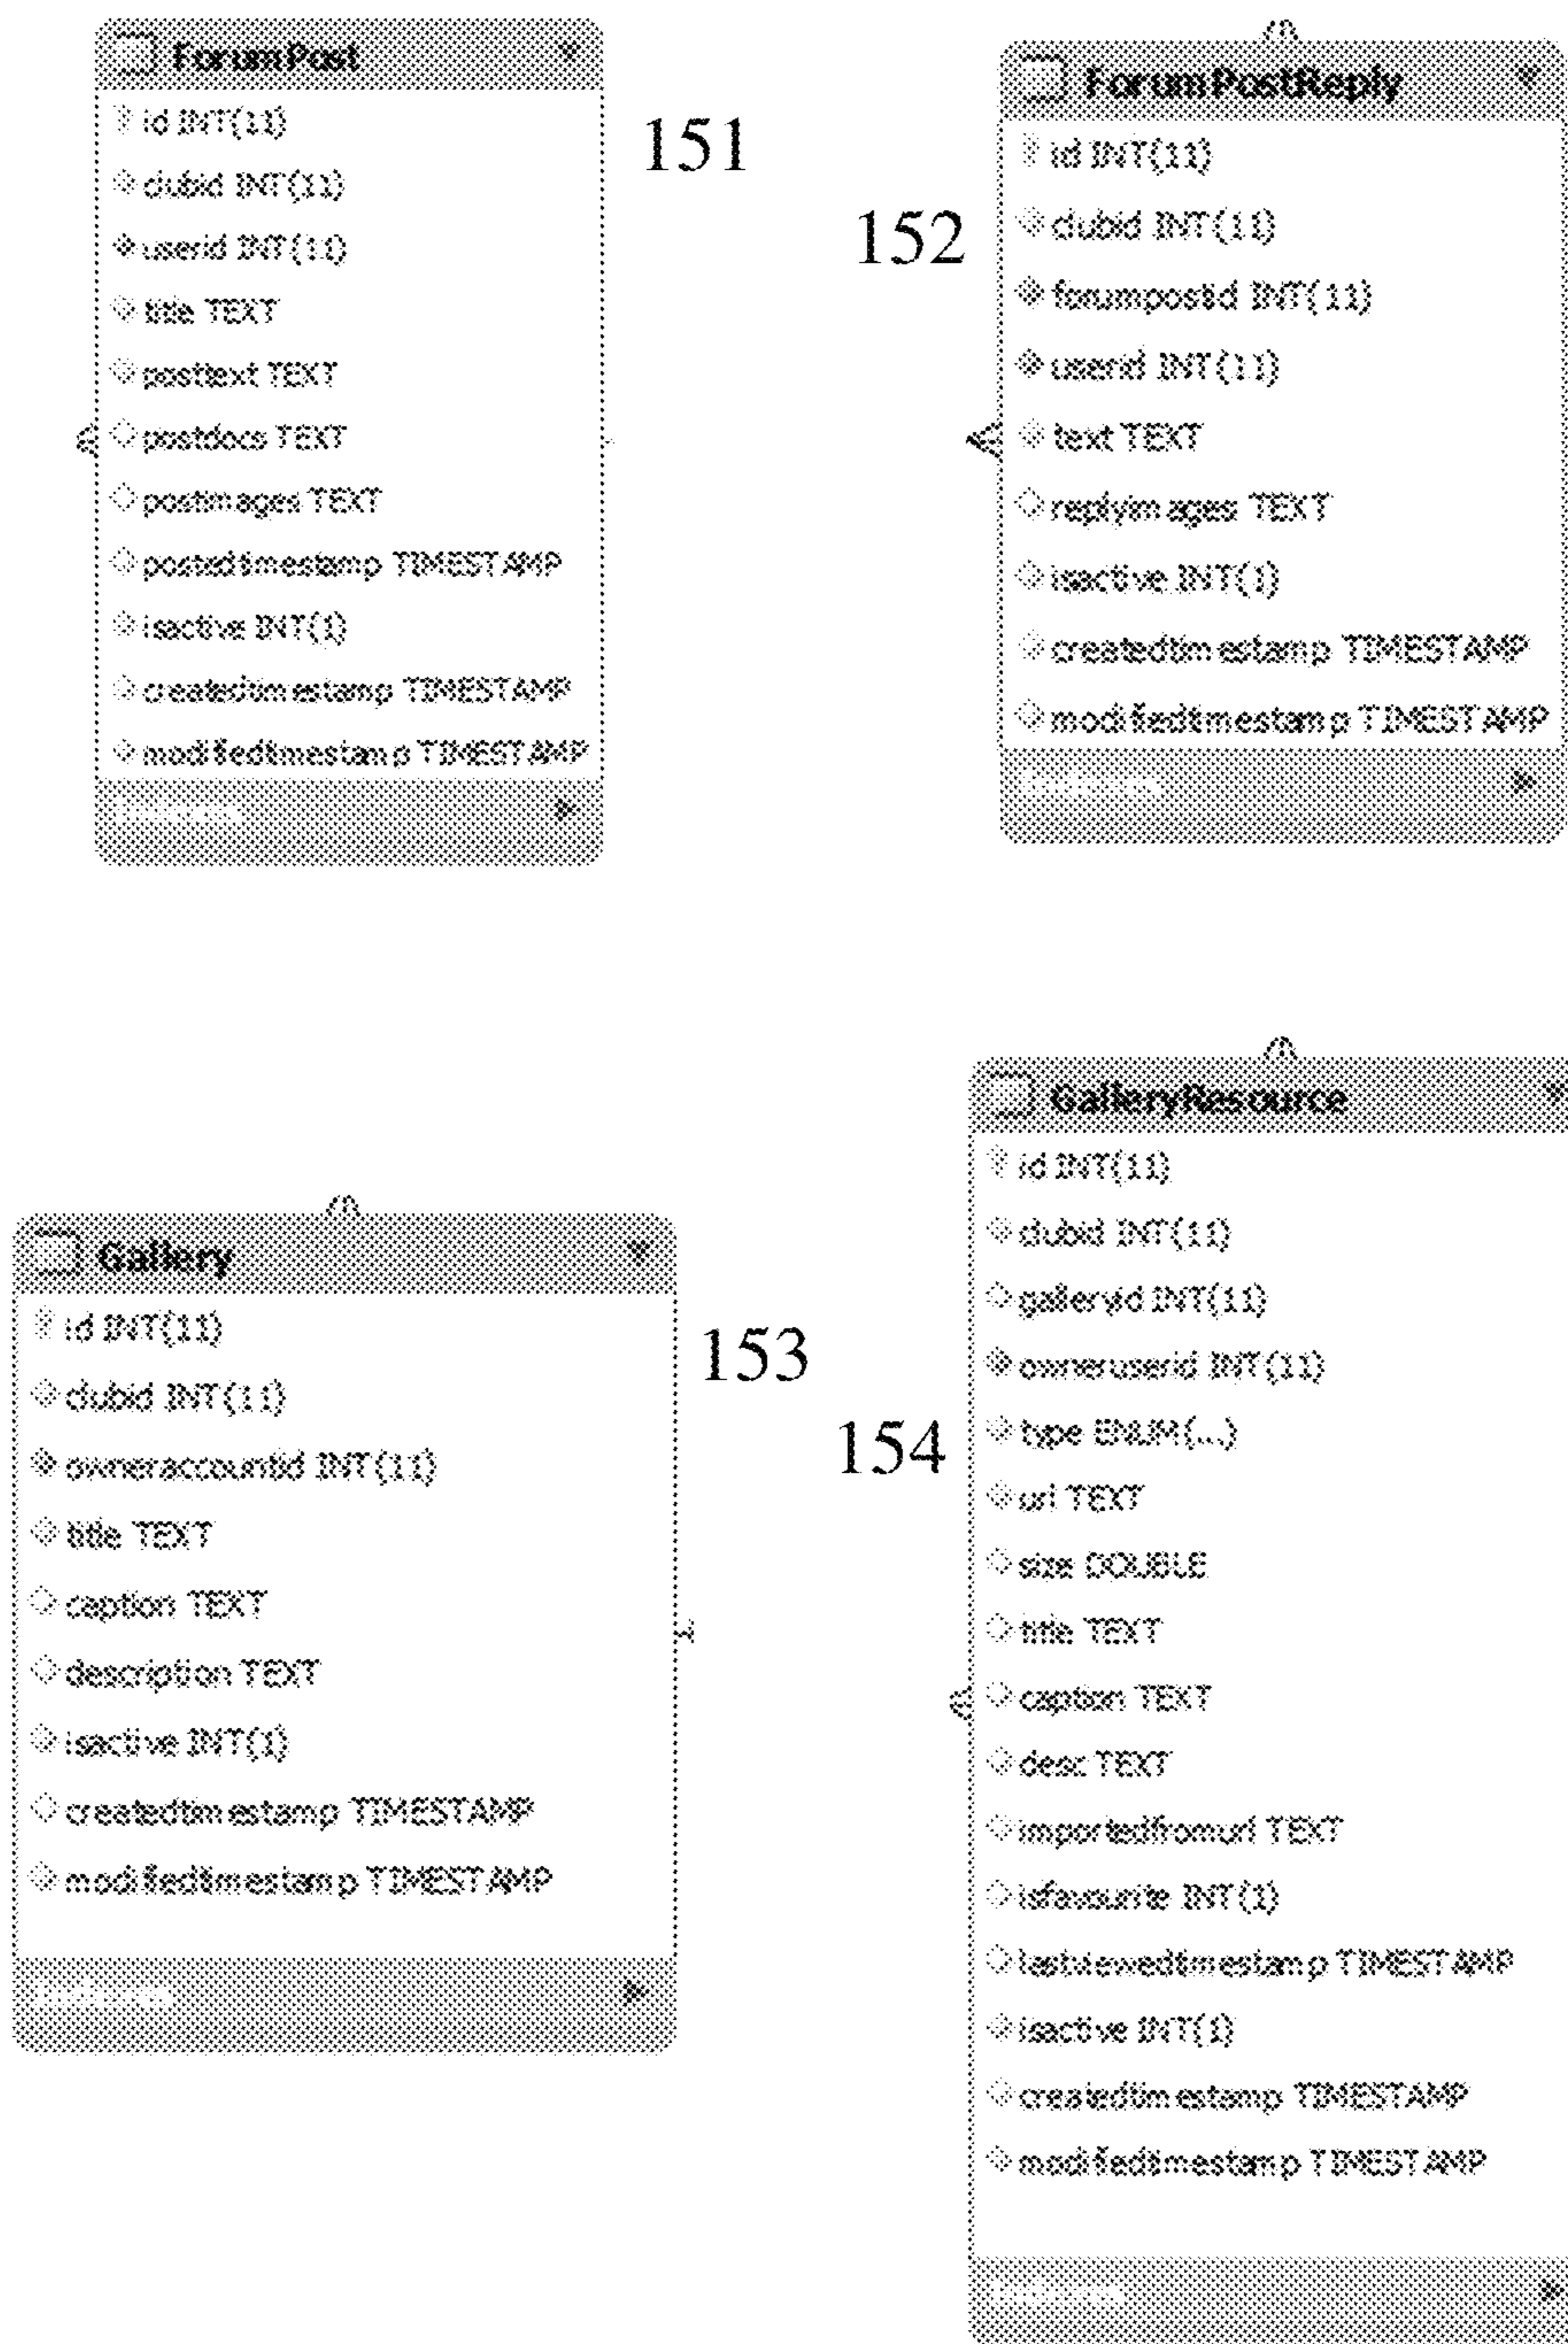 ForumPost
id INT(11)
clubid INT(11)
userid INT(11)
title TEXT
posttext TEXT
postdocs TEXT
postimages TEXT
postedtimestamp TIMESTAMP
isactive INT(1)
createdtimestamp TIMESTAMP
modifiedtimestamp TIMESTAMP
151
ForumPostReply
id INT(11)
clubid INT(11)
forumpostid INT(11)
userid INT(11)
text TEXT
replyimages TEXT
isactive INT(1)
createdtimestamp TIMESTAMP
modifiedtimestamp TIMESTAMP
152
Gallery
id INT(11)
clubid INT(11)
owneraccountid INT(11)
title TEXT
caption TEXT
description TEXT
isactive INT(1)
createdtimestamp TIMESTAMP
modifiedtimestamp TIMESTAMP
153
GalleryResource
id INT(11)
clubid INT(11)
galleryid INT(11)
owneruserid INT(11)
type ENUM(...)
url TEXT
size DOUBLE
title TEXT
caption TEXT
desc TEXT
importedfromurl TEXT
isfavourite INT(1)
lastviewedtimestamp TIMESTAMP
isactive INT(1)
createdtimestamp TIMESTAMP
modifiedtimestamp TIMESTAMP
154